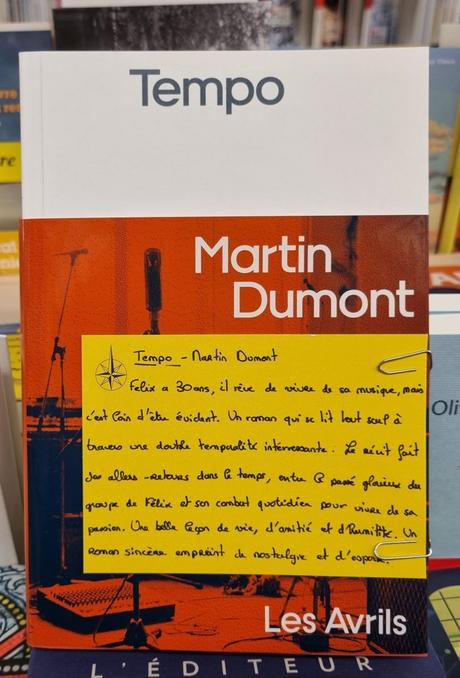 Tempo
Martin
Dumont
Tempo - Martin Dumont
Félix a 30 ans, il rêve de vivre de sa musique, mais
c'est loin d'être évident. Un roman qui se lit tout seul à
travers une double temporalité interressante. Le récit fait
des allers-retours dans le temps, entre le passé glorieux du
groupe de Félix et son combat quotidien pour vivre de sa
passion. Une belle leçon de vie, d'amitié et d'humilité. Un
roman sincère empreint de nostalgie et d'espoir.
Les Avrils
L'ÉDITEUR
Oli